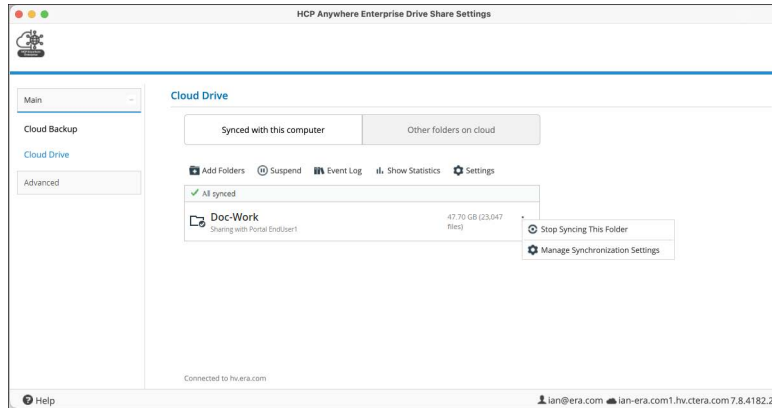 HCP Anywhere Enterprise Drive Share Settings
HCP Anywhere
Enterprise
Main
Cloud Drive
Cloud Backup
Synced with this computer
Other folders on cloud
Cloud Drive
Add Folders
Suspend
Event Log
Show Statistics
Settings
Advanced
All synced
Doc-Work
47.70 GB (23,047
Sharing with Portal EndUser1
files)
Stop Syncing This Folder
Manage Synchronization Settings
Connected to hv.era.com
Help
ian@era.com
ian-era.com1.hv.ctera.com 7.8.4182.2